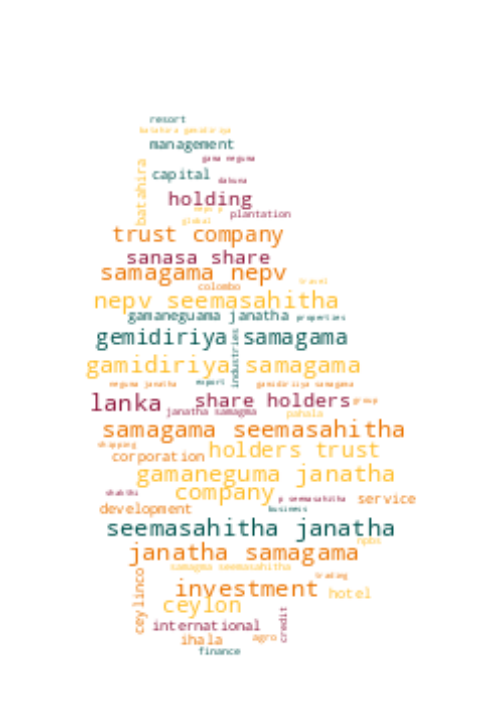 resort
batahira gamidiriya
management
gama neguma
batahira
capital
dakuna
holding
nepv p
plantation
global
trust company
sanasa share
samagama nepv
travel
colombo
nepv seemasahitha
gamaneguama janatha
properties
gemidiriya samagama
industries
gamidiriya samagama
neguma janatha
export
gamidiriiya samagama
lanka
share holders
group
janatha samagma
pahala
samagama seemasahitha
shipping
holders trust
corporation
gamaneguma janatha
company
shakthi
p seemasahitha
service
development
business
seemasahitha janatha
npbs
janatha samagama
samagma seemasahitha
trading
ceylinco
investment
hotel
ceylon
credit
international
ihala
agro
finance